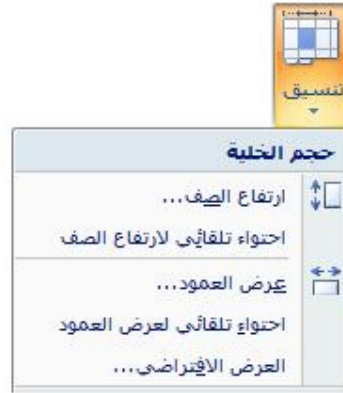 تنسيق
حجم الخلية
ارتفاع الصف...
احتواء تلقائي لارتفاع الصف
عرض العمود...
احتواء تلقائي لعرض العمود
العرض الافتراضي...